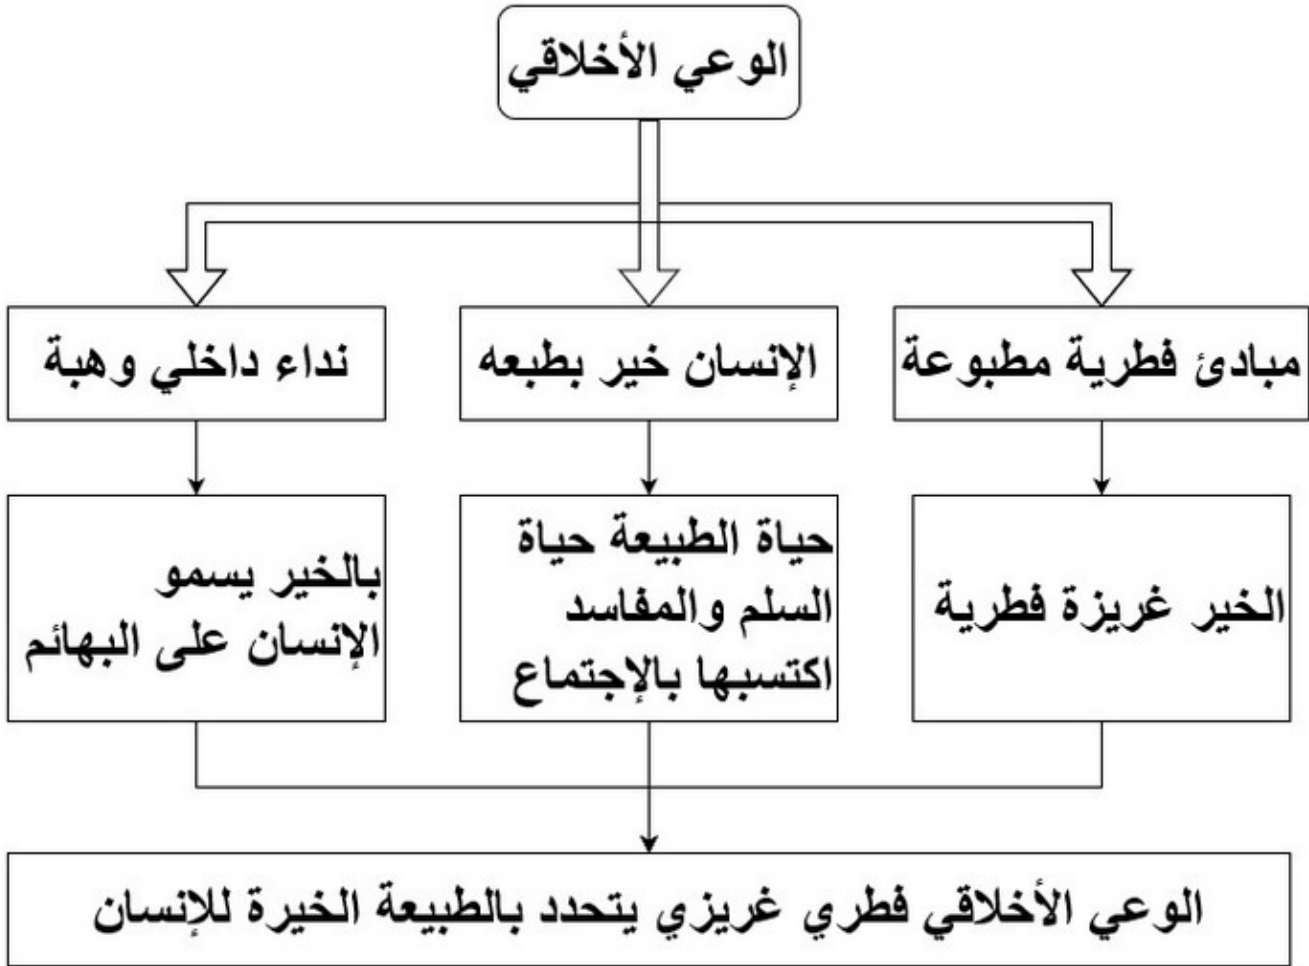 الوعي الأخلاقي
مبادئ فطرية مطبوعة
الإنسان خير بطبعه
نداء داخلي وهبة
الخير غريزة فطرية
حياة الطبيعة حياة
السلم والمفاسد
اكتسبها بالإجتماع
بالخير يسمو
الإنسان على البهائم
الوعي الأخلاقي فطري غريزي يتحدد بالطبيعة الخيرة للإنسان